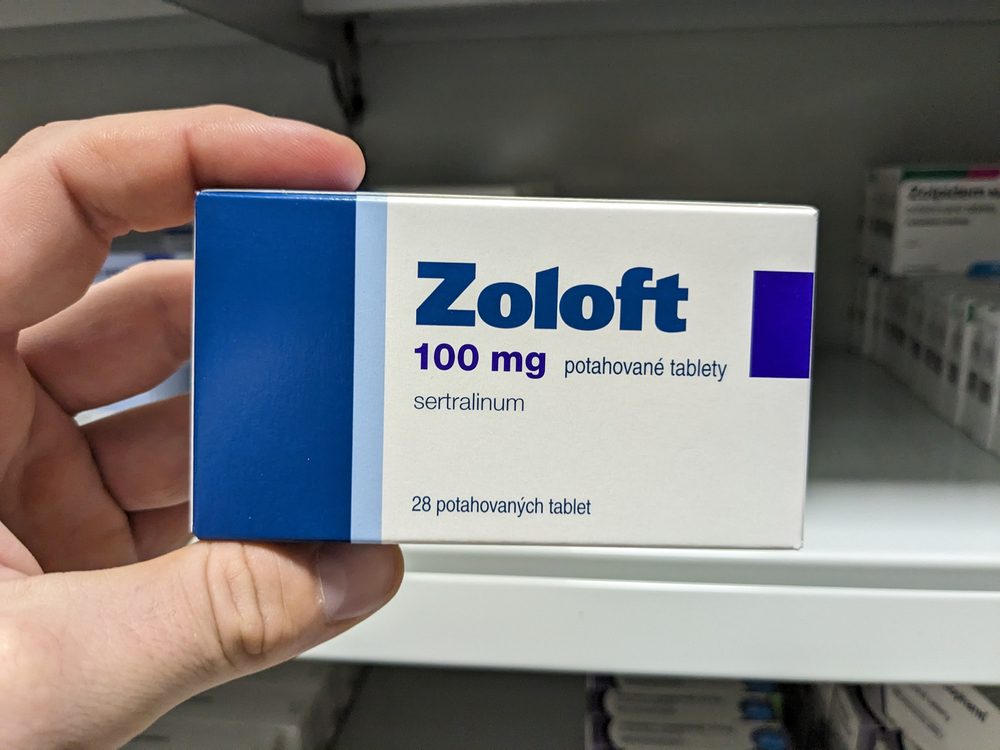 Zoloft
100 mg potahované tablety
sertralinum
28 potahovaných tablet